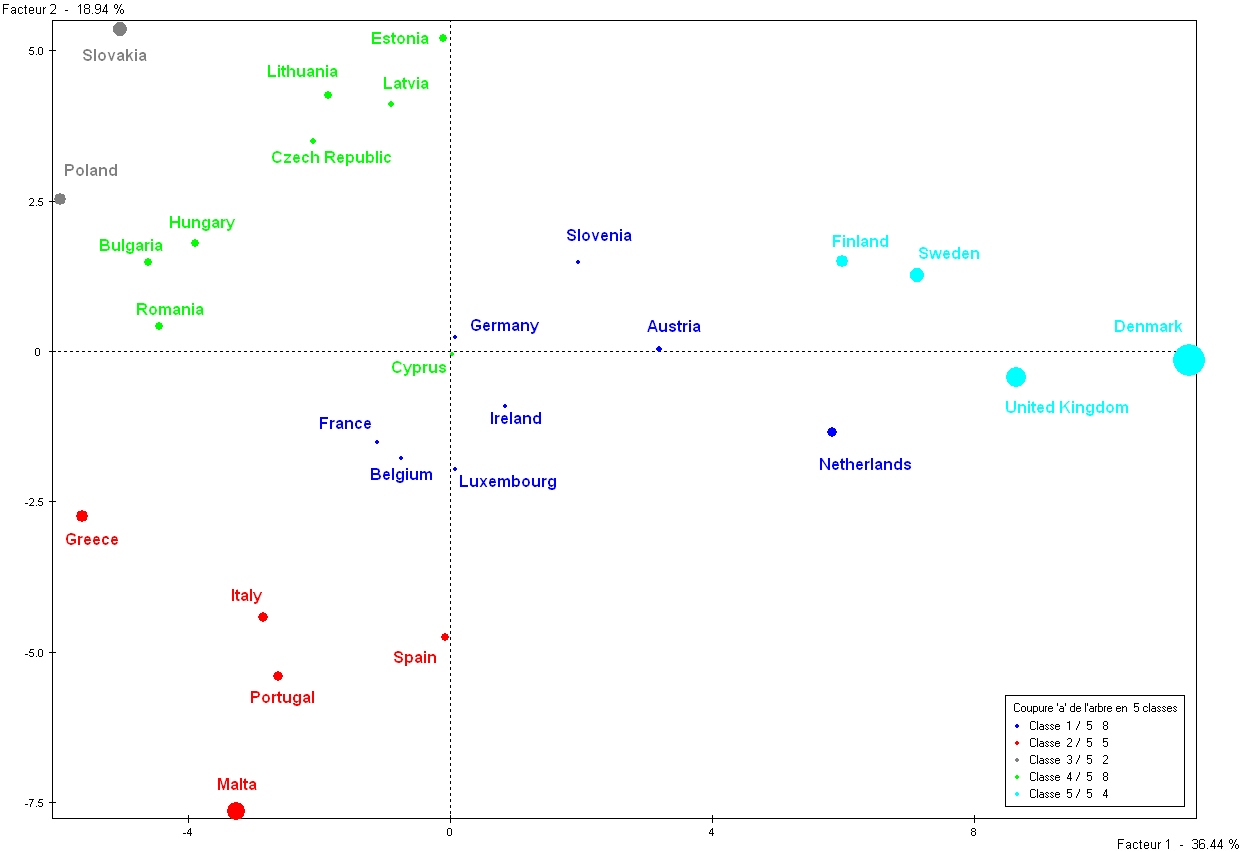 Facteur 2 - 18.94 %
5.0
Slovakia
Estonia
Lithuania
Latvia
Czech Republic
Poland
2.5
Hungary
Bulgaria
Slovenia
Finland
Sweden
Romania
Germany
Austria
Denmark
0
Cyprus
United Kingdom
France
Ireland
Netherlands
Belgium
Luxembourg
-2.5
Greece
Italy
-5.0
Spain
Portugal
Malta
-7.5
Coupure 'a' de l'arbre en 5 classes
Classe 1 / 5 8
Classe 2 / 5 5
Classe 3 / 5 2
Classe 4 / 5 8
Classe 5 / 5 4
-4 0 4 8
Facteur 1 - 36.44 %